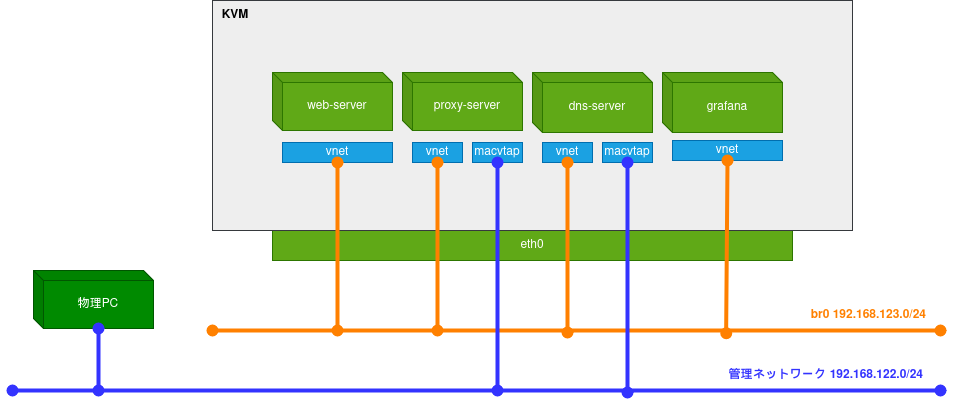 KVM
web-server
proxy-server
dns-server
grafana
vnet
vnet
macvtap
vnet
macvtap
vnet
eth0
物理PC
br0 192.168.123.0/24
管理ネットワーク 192.168.122.0/24